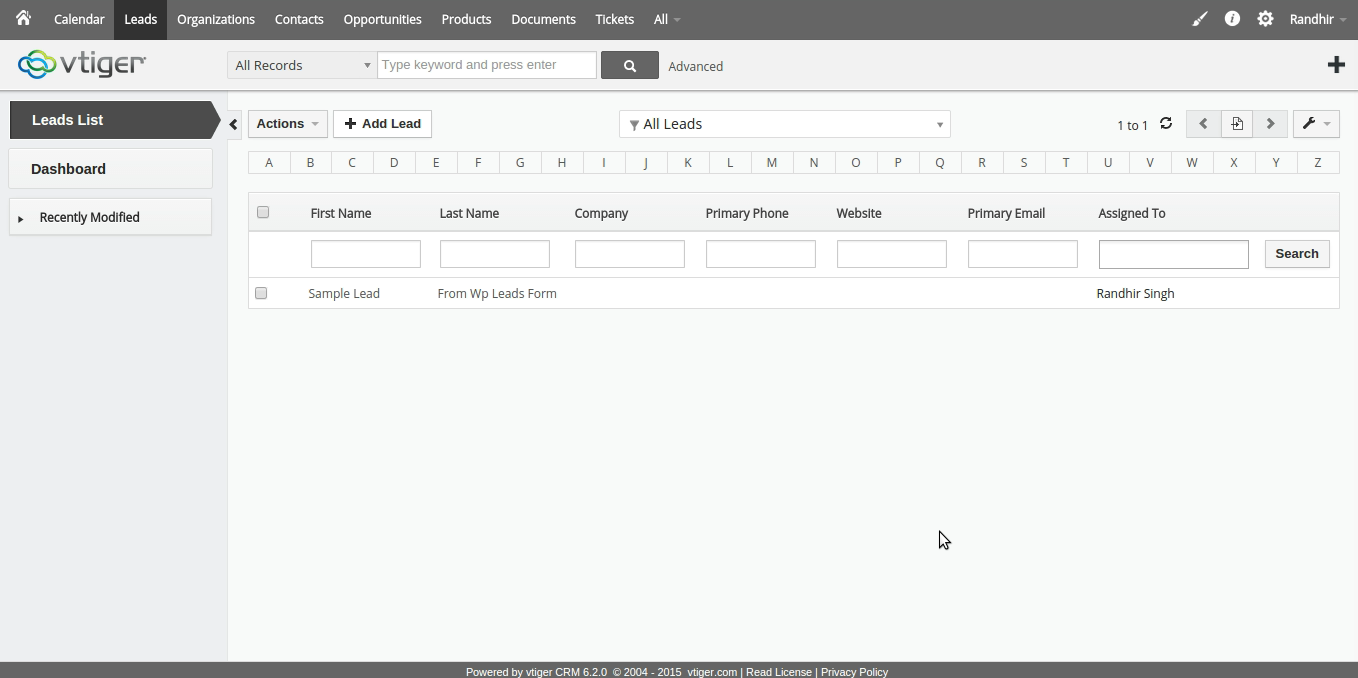 Calendar Leads Organizations Contacts Opportunities Products Documents Tickets All Randhir
vtiger All Records Type keyword and press enter Advanced
Leads List Actions Add Lead All Leads 1 to 1
Dashboard A B C D E F G H I J K L M N O P Q R S T U V W X Y Z
Recently Modified First Name Last Name Company Primary Phone Website Primary Email Assigned To
Search
Sample Lead From Wp Leads Form Randhir Singh
Powered by vtiger CRM 6.2.0 © 2004 - 2015 vtiger.com | Read License | Privacy Policy